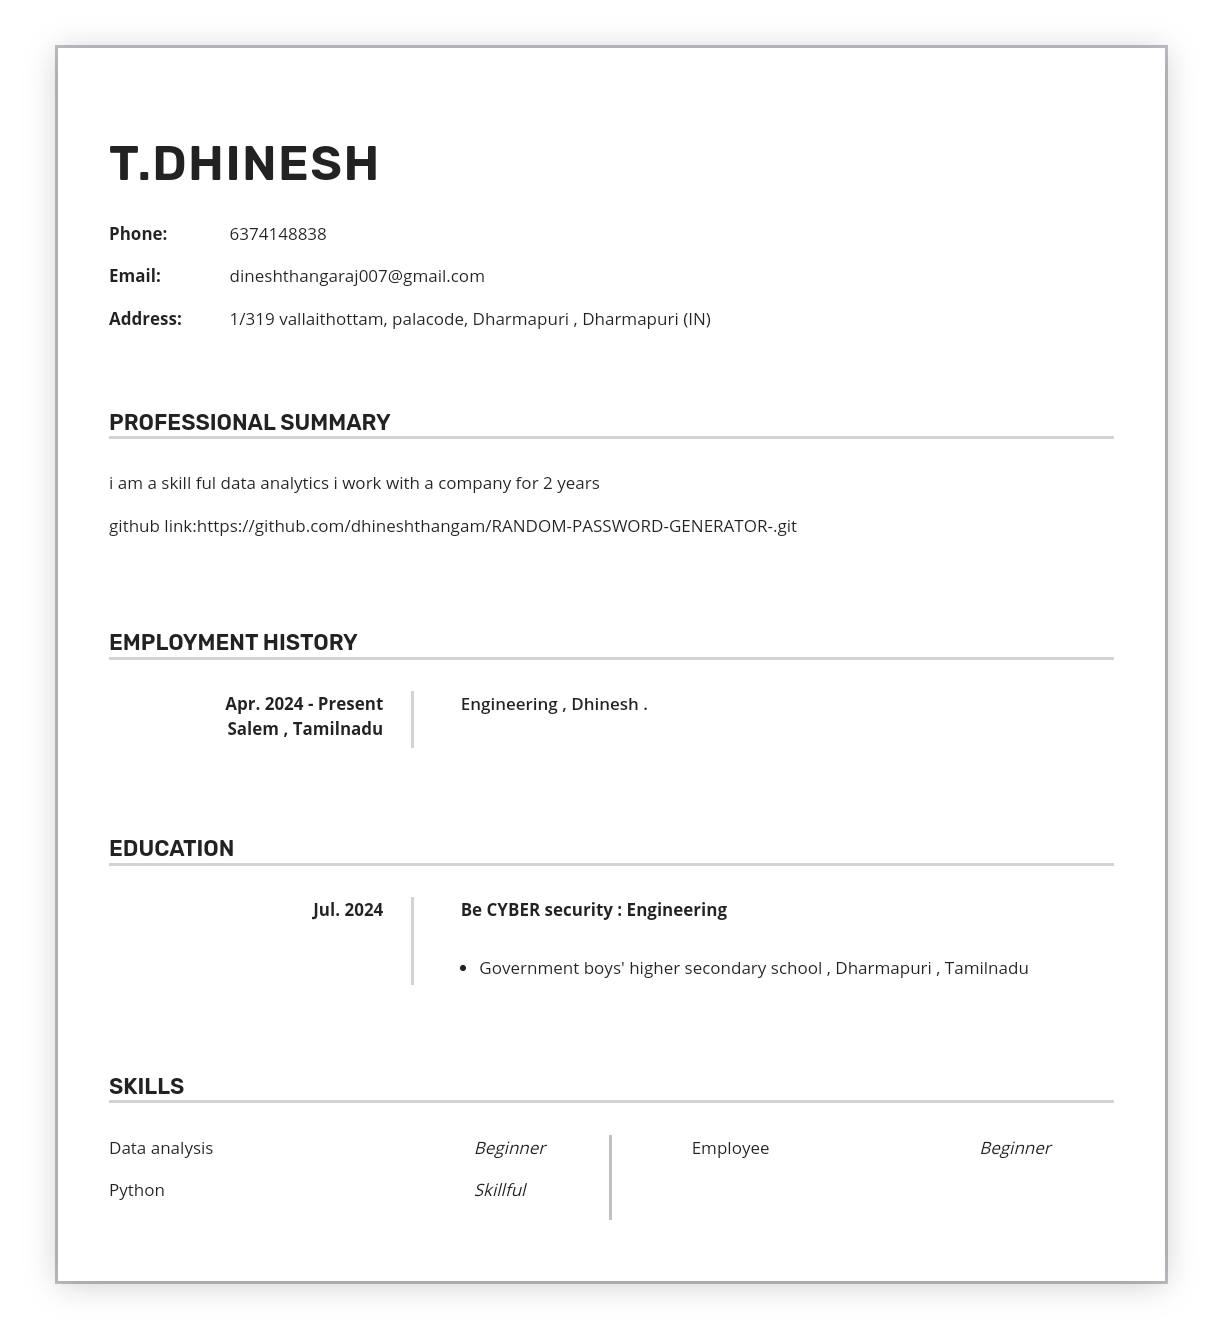 T.DHINESH
Phone: 6374148838
Email: dineshthangaraj007@gmail.com
Address: 1/319 vallaithottam, palacode, Dharmapuri , Dharmapuri (IN)
PROFESSIONAL SUMMARY
i am a skill ful data analytics i work with a company for 2 years
github link:https://github.com/dhineshthangam/RANDOM-PASSWORD-GENERATOR-.git
EMPLOYMENT HISTORY
Apr. 2024 - Present
Salem , Tamilnadu
Engineering , Dhinesh .
EDUCATION
Jul. 2024
Be CYBER security : Engineering
• Government boys' higher secondary school , Dharmapuri , Tamilnadu
SKILLS
Data analysis Beginner
Python Skillful
Employee Beginner